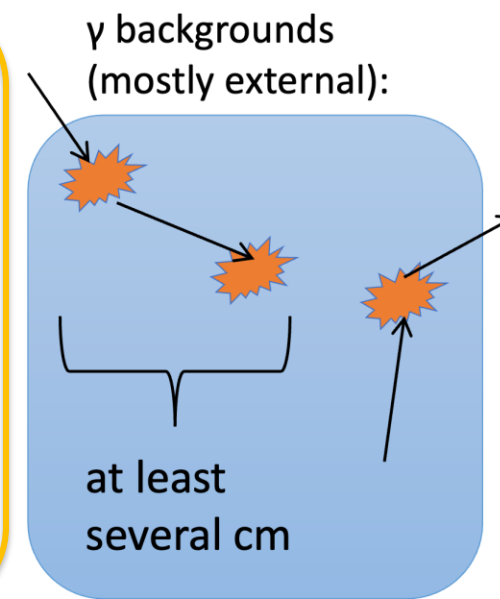 γ backgrounds
(mostly external):
at least
several cm